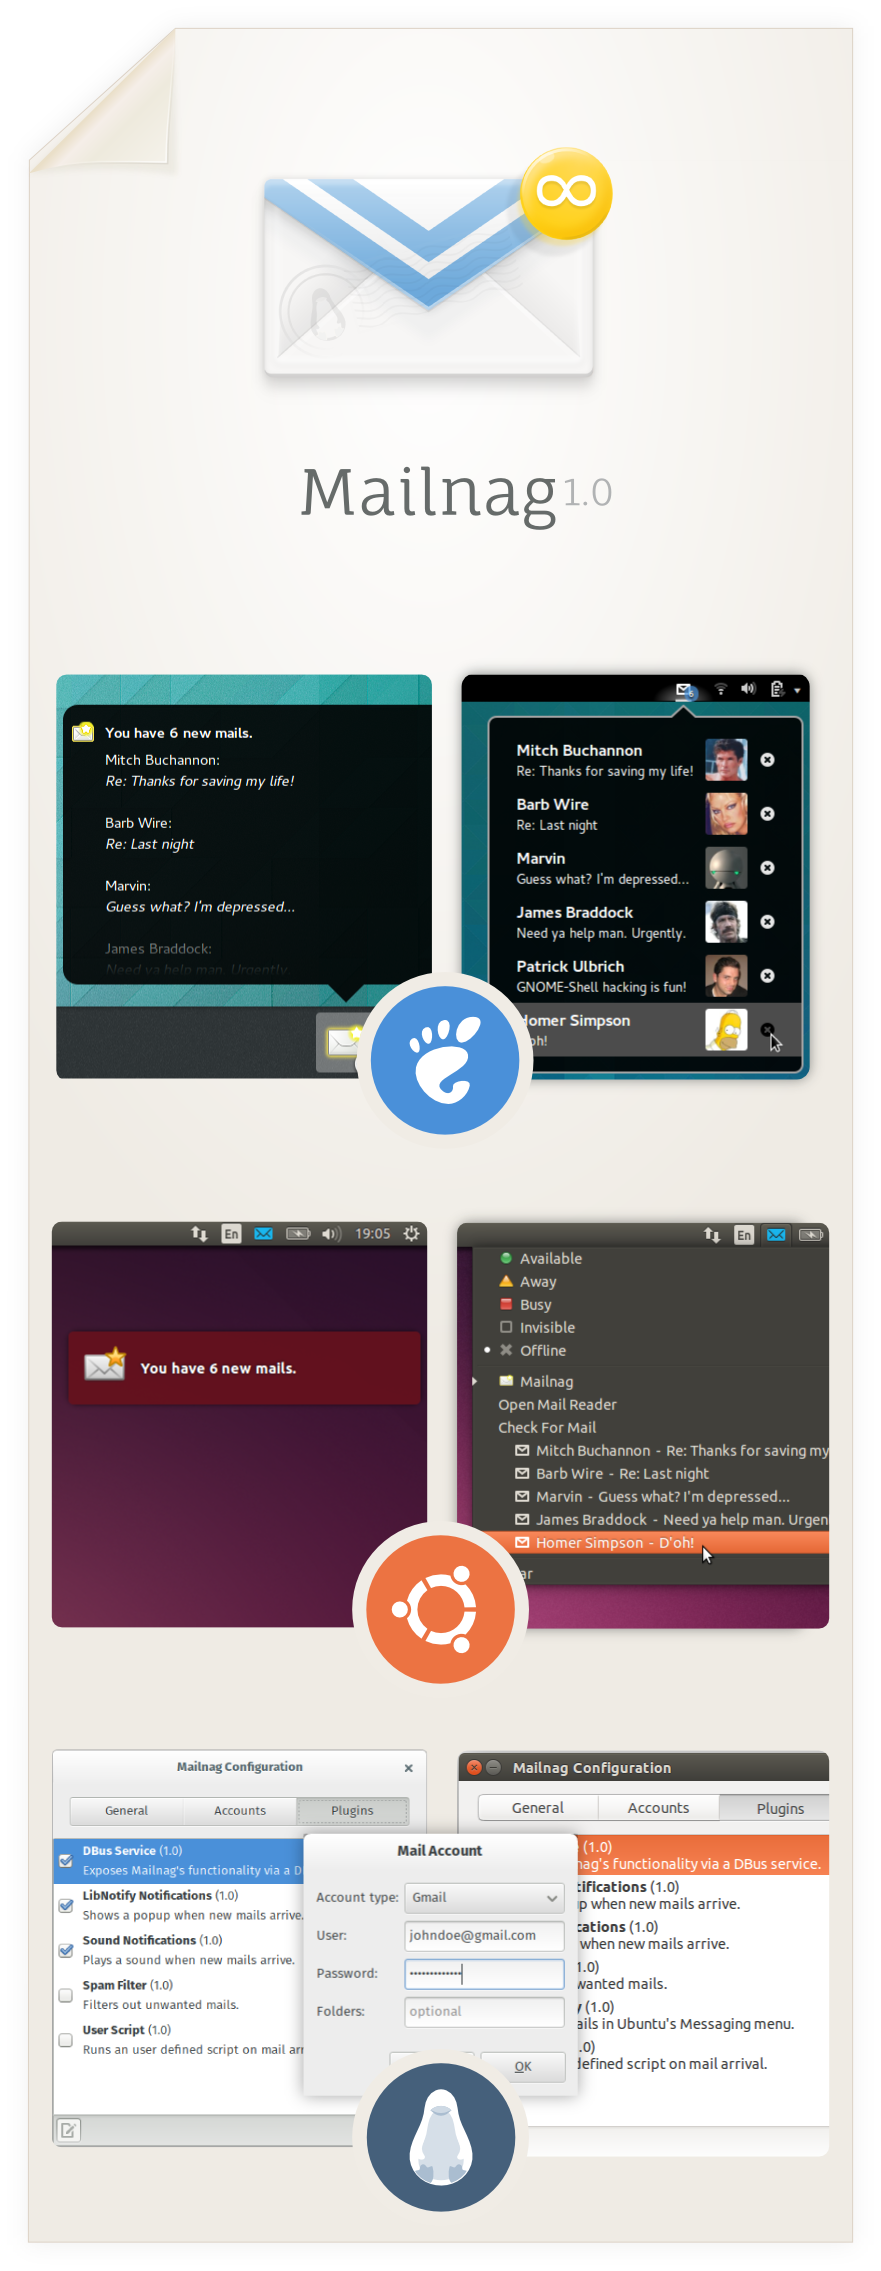 Mailnag 1.0
You have 6 new mails.
Mitch Buchannon:
Re: Thanks for saving my life!
Barb Wire:
Re: Last night
Marvin:
Guess what? I'm depressed...
James Braddock:
Need ya help man. Urgently.
6
Mitch Buchannon
Re: Thanks for saving my life!
Barb Wire
Re: Last night
Marvin
Guess what? I'm depressed...
James Braddock
Need ya help man. Urgently.
Patrick Ulbrich
GNOME-Shell hacking is fun!
Homer Simpson
oh!
En 19:05
You have 6 new mails.
En
Available
Away
Busy
Invisible
Offline
Mailnag
Open Mail Reader
Check For Mail
Mitch Buchannon - Re: Thanks for saving my
Barb Wire - Re: Last night
Marvin - Guess what? I'm depressed...
James Braddock - Need ya help man. Urgen
Homer Simpson - D'oh!
ar
Mailnag Configuration
General Accounts Plugins
DBus Service (1.0)
Exposes Mailnag's functionality via a D
LibNotify Notifications (1.0)
Shows a popup when new mails arrive.
Sound Notifications (1.0)
Plays a sound when new mails arrive.
Spam Filter (1.0)
Filters out unwanted mails.
User Script (1.0)
Runs an user defined script on mail arr
Mail Account
Account type: Gmail
User: johndoe@gmail.com
Password: •••••••••••••
Folders: optional
OK
Mailnag Configuration
General Accounts Plugins
(1.0)
nag's functionality via a DBus service.
tifications (1.0)
p when new mails arrive.
cations (1.0)
when new mails arrive.
1.0)
wanted mails.
y (1.0)
ails in Ubuntu's Messaging menu.
.0)
defined script on mail arrival.